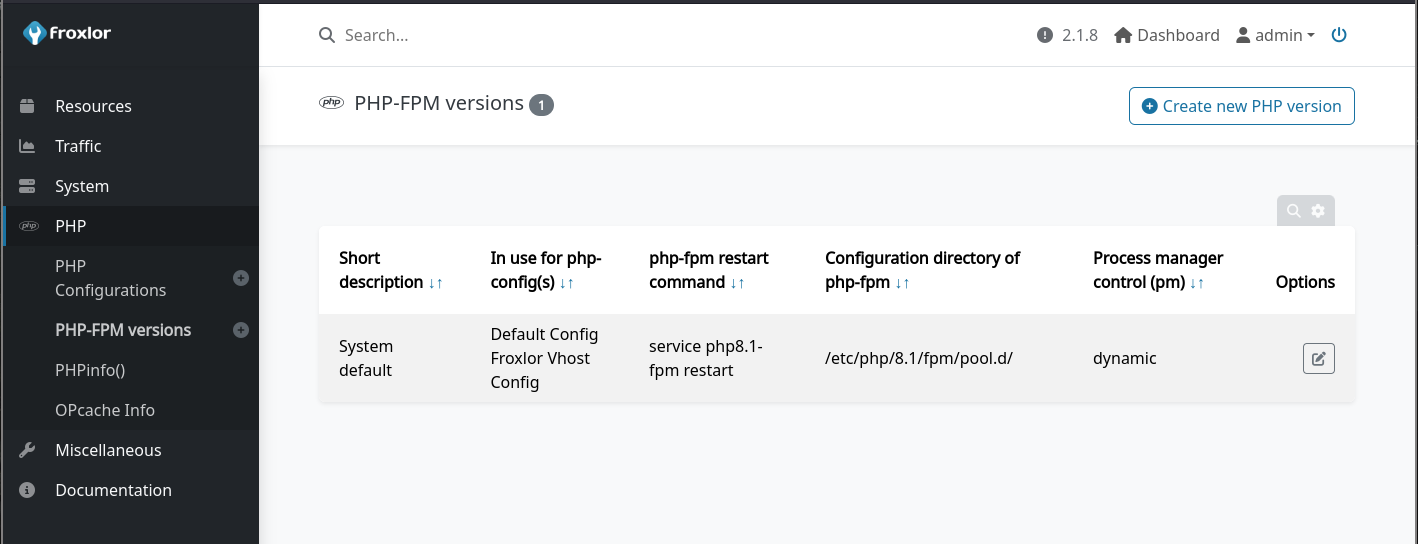 Froxlor
Search...
2.1.8
Dashboard
admin
Resources
Traffic
System
php
PHP
PHP
Configurations
PHP-FPM versions
PHPinfo()
OPcache Info
Miscellaneous
Documentation
php
PHP-FPM versions 1
Create new PHP version
Short
description ↓↑
In use for php-
config(s) ↓↑
php-fpm restart
command ↓↑
Configuration directory of
php-fpm ↓↑
Process manager
control (pm) ↓↑
Options
System
default
Default Config
Froxlor Vhost
Config
service php8.1-
fpm restart
/etc/php/8.1/fpm/pool.d/
dynamic